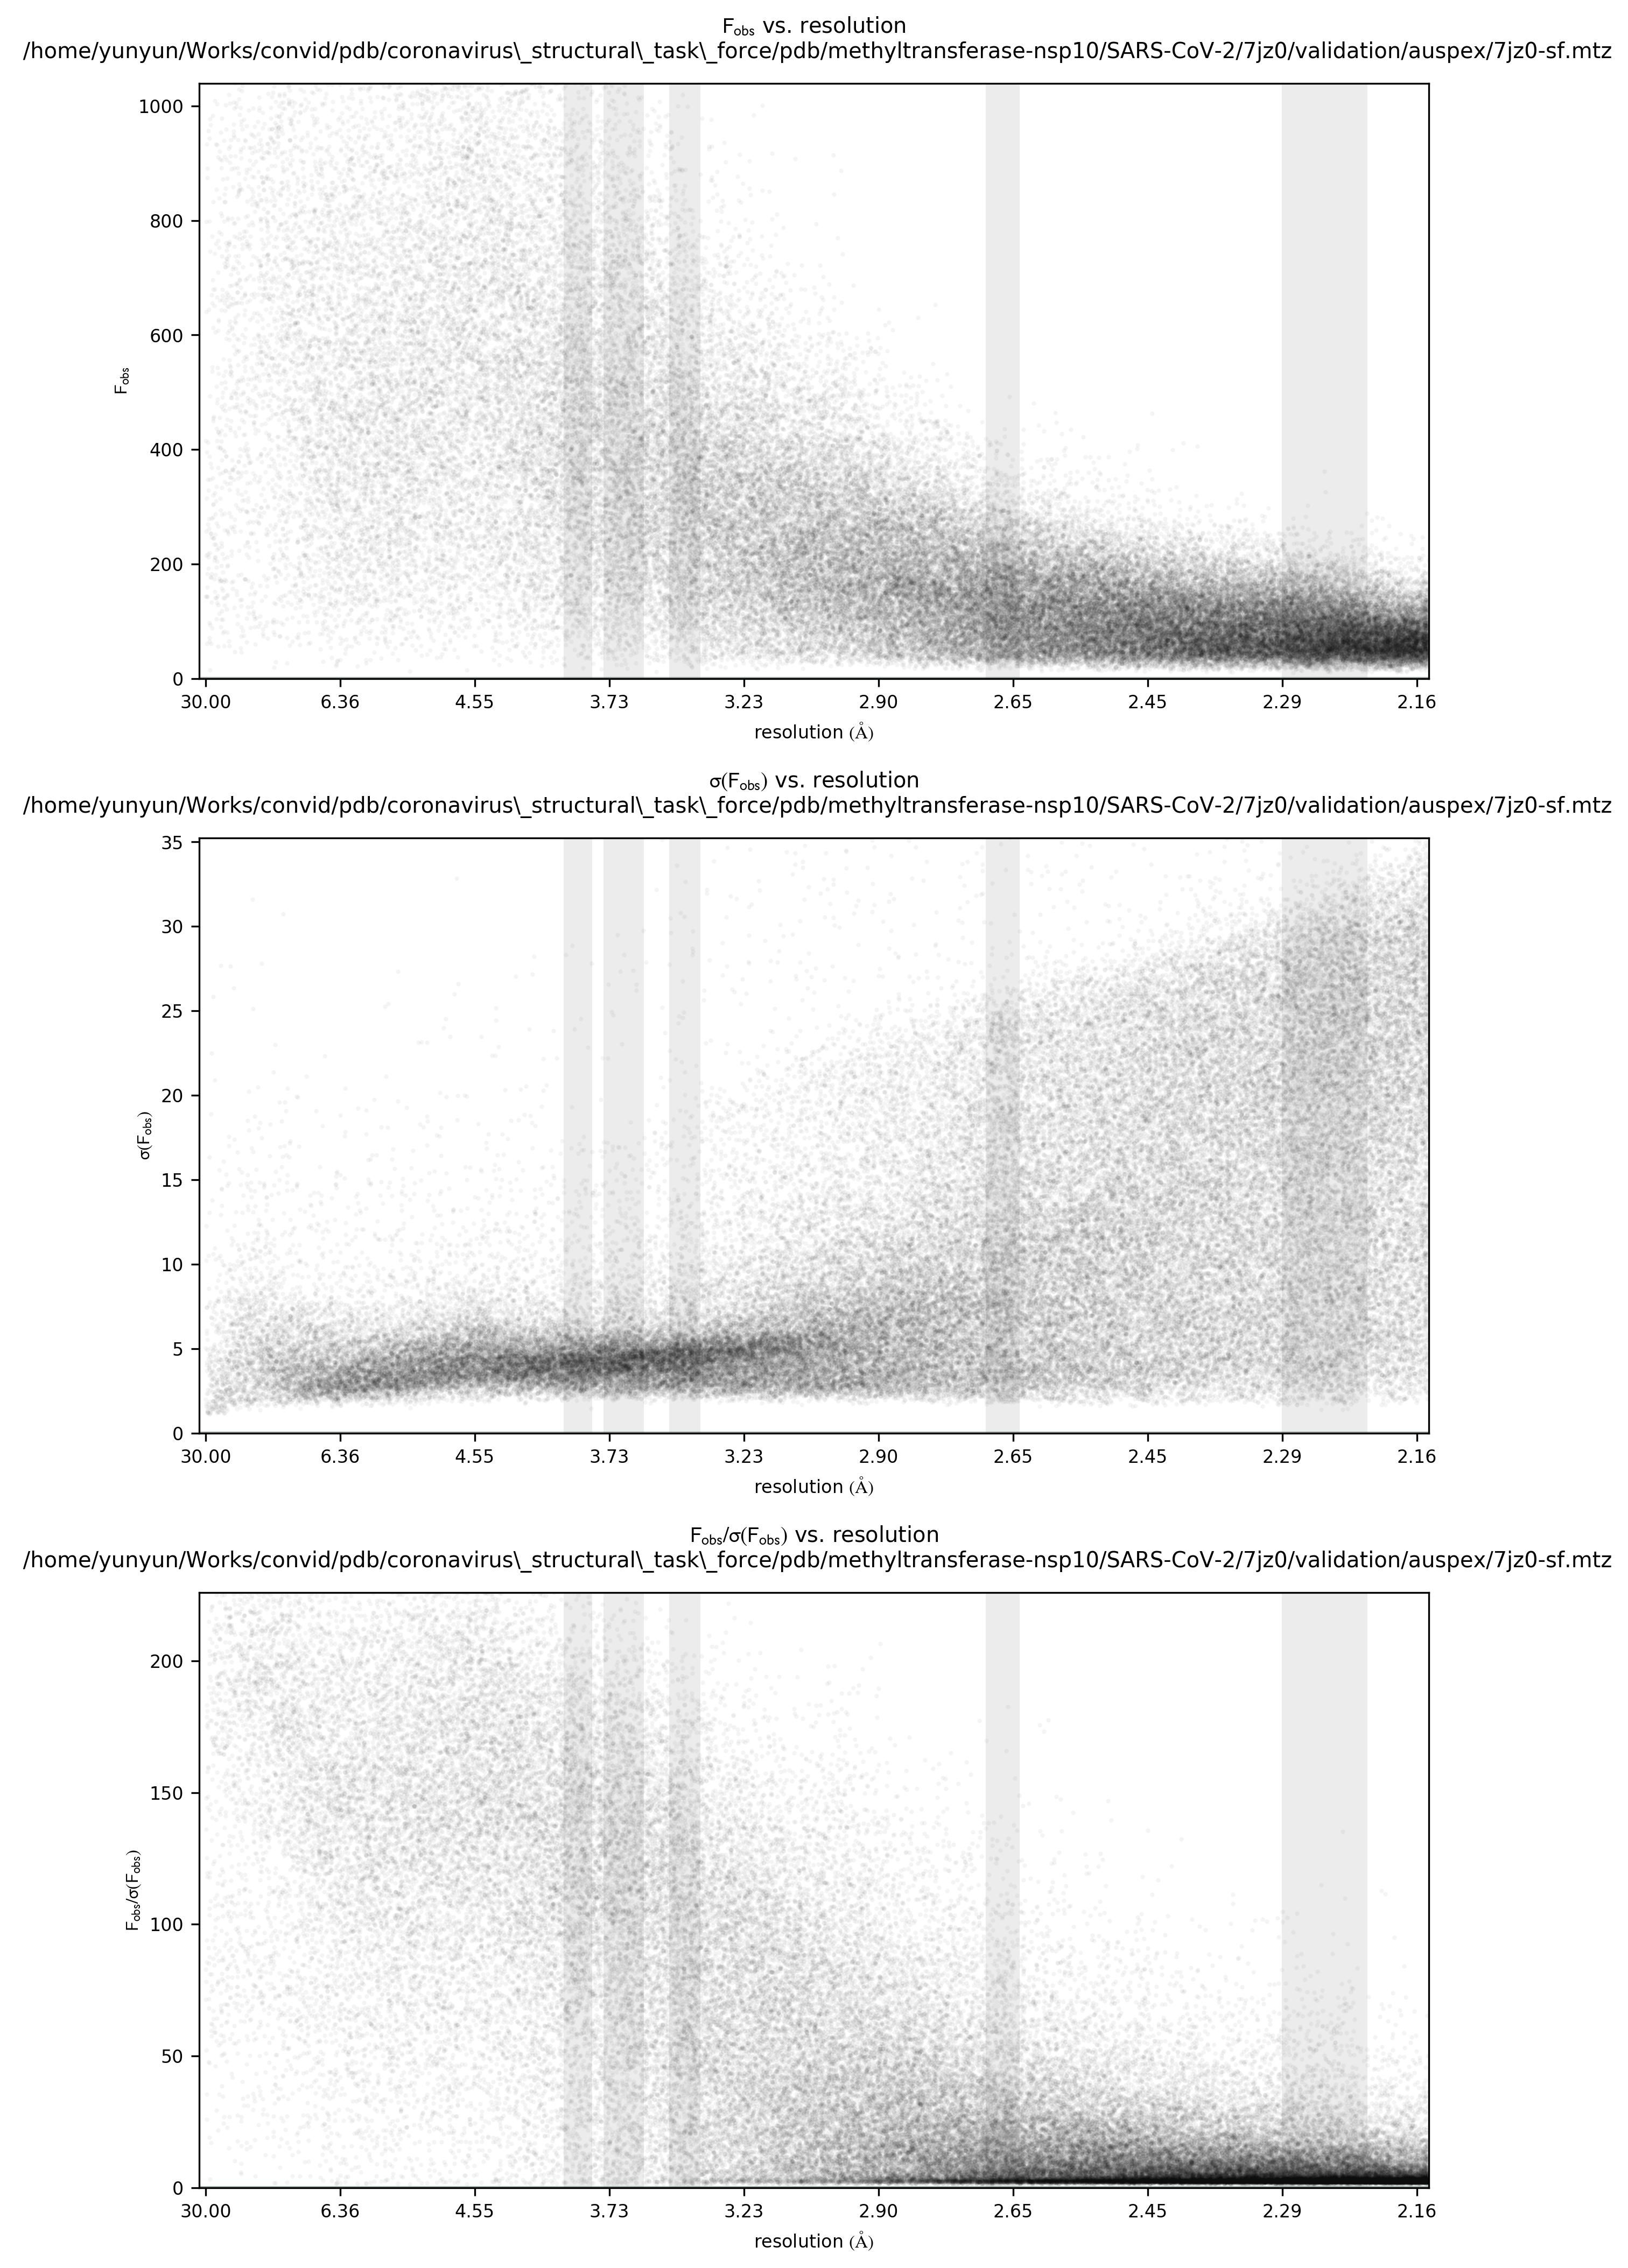 Fobs vs. resolution
/home/yunyun/Works/convid/pdb/coronavirus\_structural\_task\_force/pdb/methyltransferase-nsp10/SARS-CoV-2/7jz0/validation/auspex/7jz0-sf.mtz
1000
800
600
400
200
0
Fobs
30.00 6.36 4.55 3.73 3.23 2.90 2.65 2.45 2.29 2.16
resolution (Å)
σ(Fobs) vs. resolution
/home/yunyun/Works/convid/pdb/coronavirus\_structural\_task\_force/pdb/methyltransferase-nsp10/SARS-CoV-2/7jz0/validation/auspex/7jz0-sf.mtz
35
30
25
20
15
10
5
0
σ(Fobs)
30.00 6.36 4.55 3.73 3.23 2.90 2.65 2.45 2.29 2.16
resolution (Å)
Fobs/σ(Fobs) vs. resolution
/home/yunyun/Works/convid/pdb/coronavirus\_structural\_task\_force/pdb/methyltransferase-nsp10/SARS-CoV-2/7jz0/validation/auspex/7jz0-sf.mtz
200
150
100
50
0
Fobs/σ(Fobs)
30.00 6.36 4.55 3.73 3.23 2.90 2.65 2.45 2.29 2.16
resolution (Å)